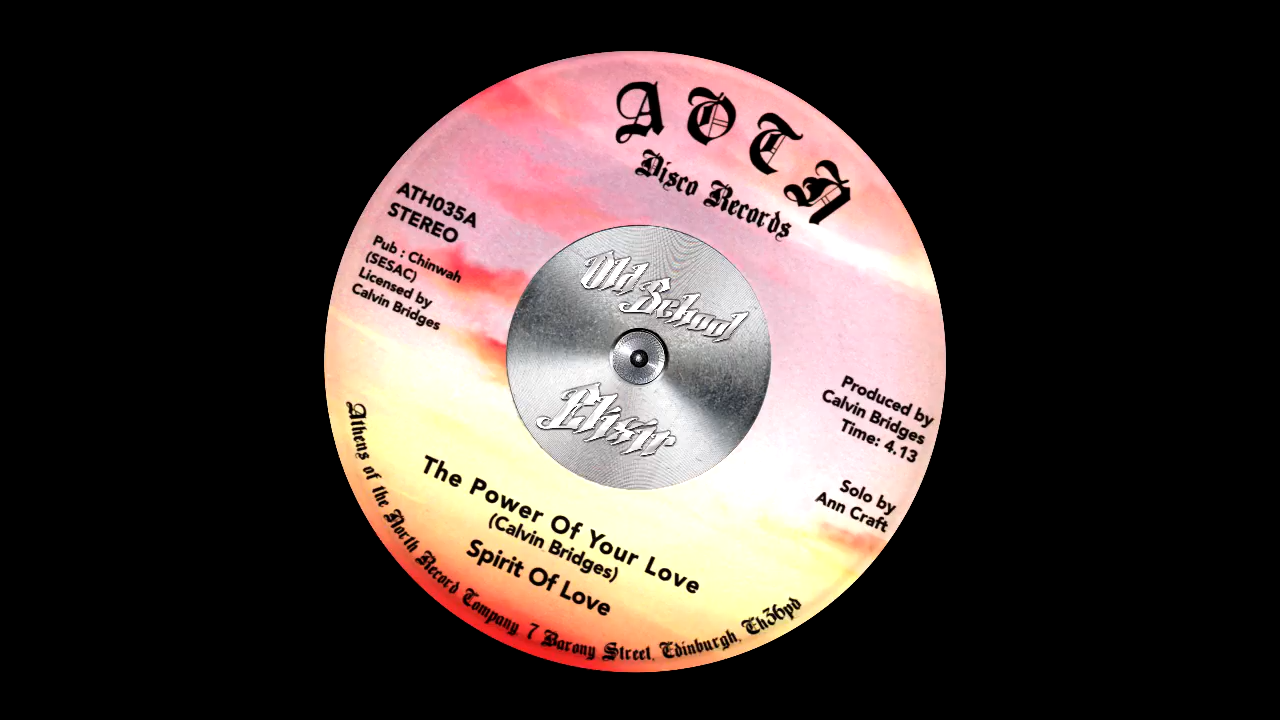 AOTN
Disco Records
ATH035A
STEREO
Pub : Chinwah
(SESAC)
Licensed by
Calvin Bridges
Old School
Elixir
Produced by
Calvin Bridges
Time: 4.13
Solo by
Ann Craft
The Power Of Your Love
(Calvin Bridges)
Spirit Of Love
Athens of the North Record Company, 7 Barony Street, Edinburgh, Eh36pd